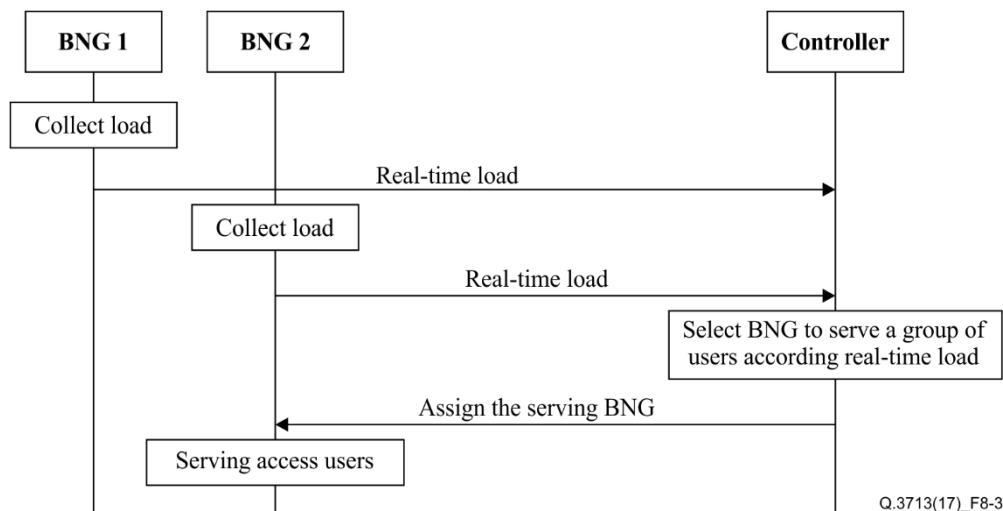 BNG 1
BNG 2
Controller
Collect load
Real-time load
Collect load
Real-time load
Select BNG to serve a group of
users according real-time load
Assign the serving BNG
Serving access users
Q.3713(17)_F8-3